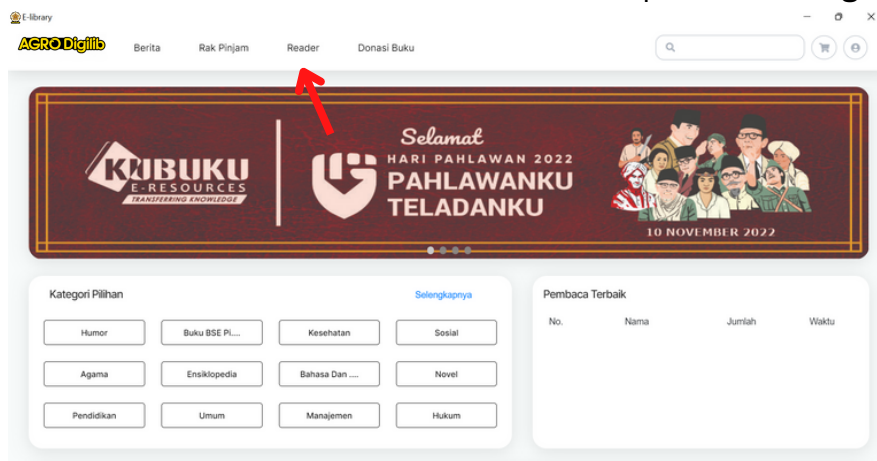 E-library
AGRO Digilib
Berita Rak Pinjam Reader Donasi Buku
KUBUKU
E-RESOURCES
TRANSFERRING KNOWLEDGE
Selamat
HARI PAHLAWAN 2022
PAHLAWANKU
TELADANKU
10 NOVEMBER 2022
Kategori Pilihan Selengkapnya
Humor Buku BSE Pi.... Kesehatan Sosial
Agama Ensiklopedia Bahasa Dan .... Novel
Pendidikan Umum Manajemen Hukum
Pembaca Terbaik
No. Nama Jumlah Waktu